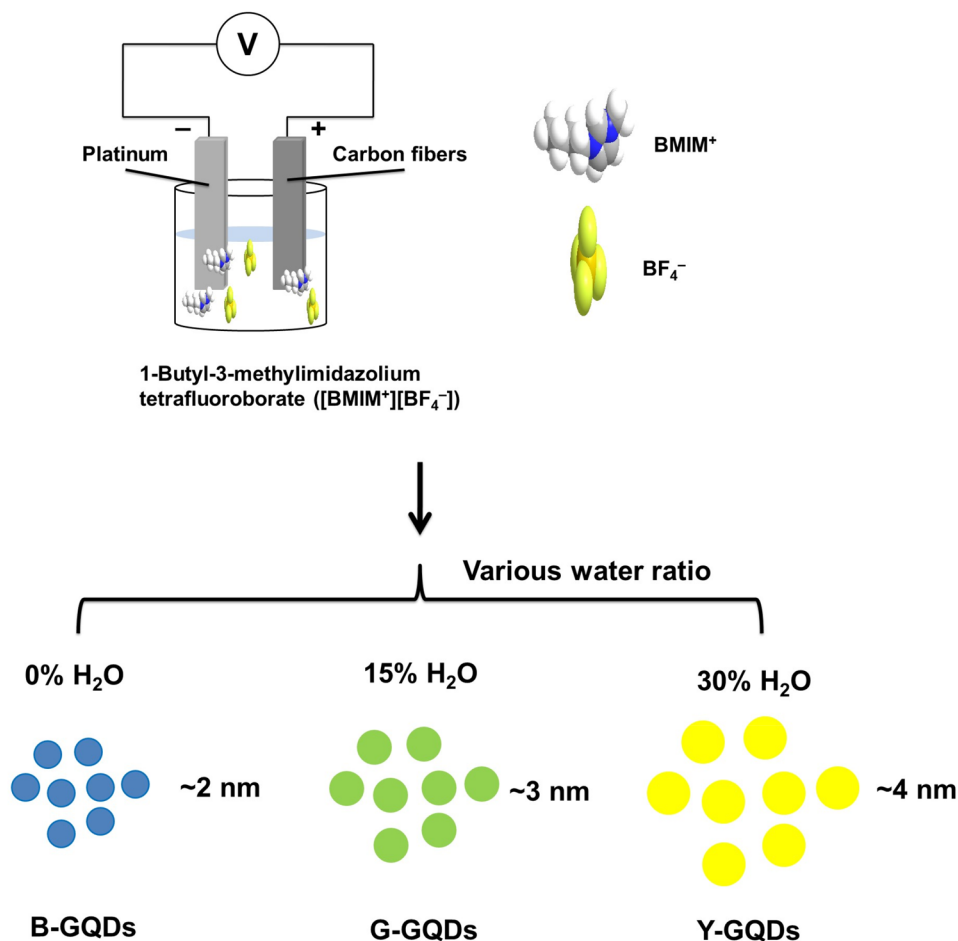 V
− +
Platinum Carbon fibers
BMIM⁺
BF₄⁻
1-Butyl-3-methylimidazolium
tetrafluoroborate ([BMIM⁺][BF₄⁻])
Various water ratio
0% H₂O 15% H₂O 30% H₂O
~2 nm ~3 nm ~4 nm
B-GQDs G-GQDs Y-GQDs